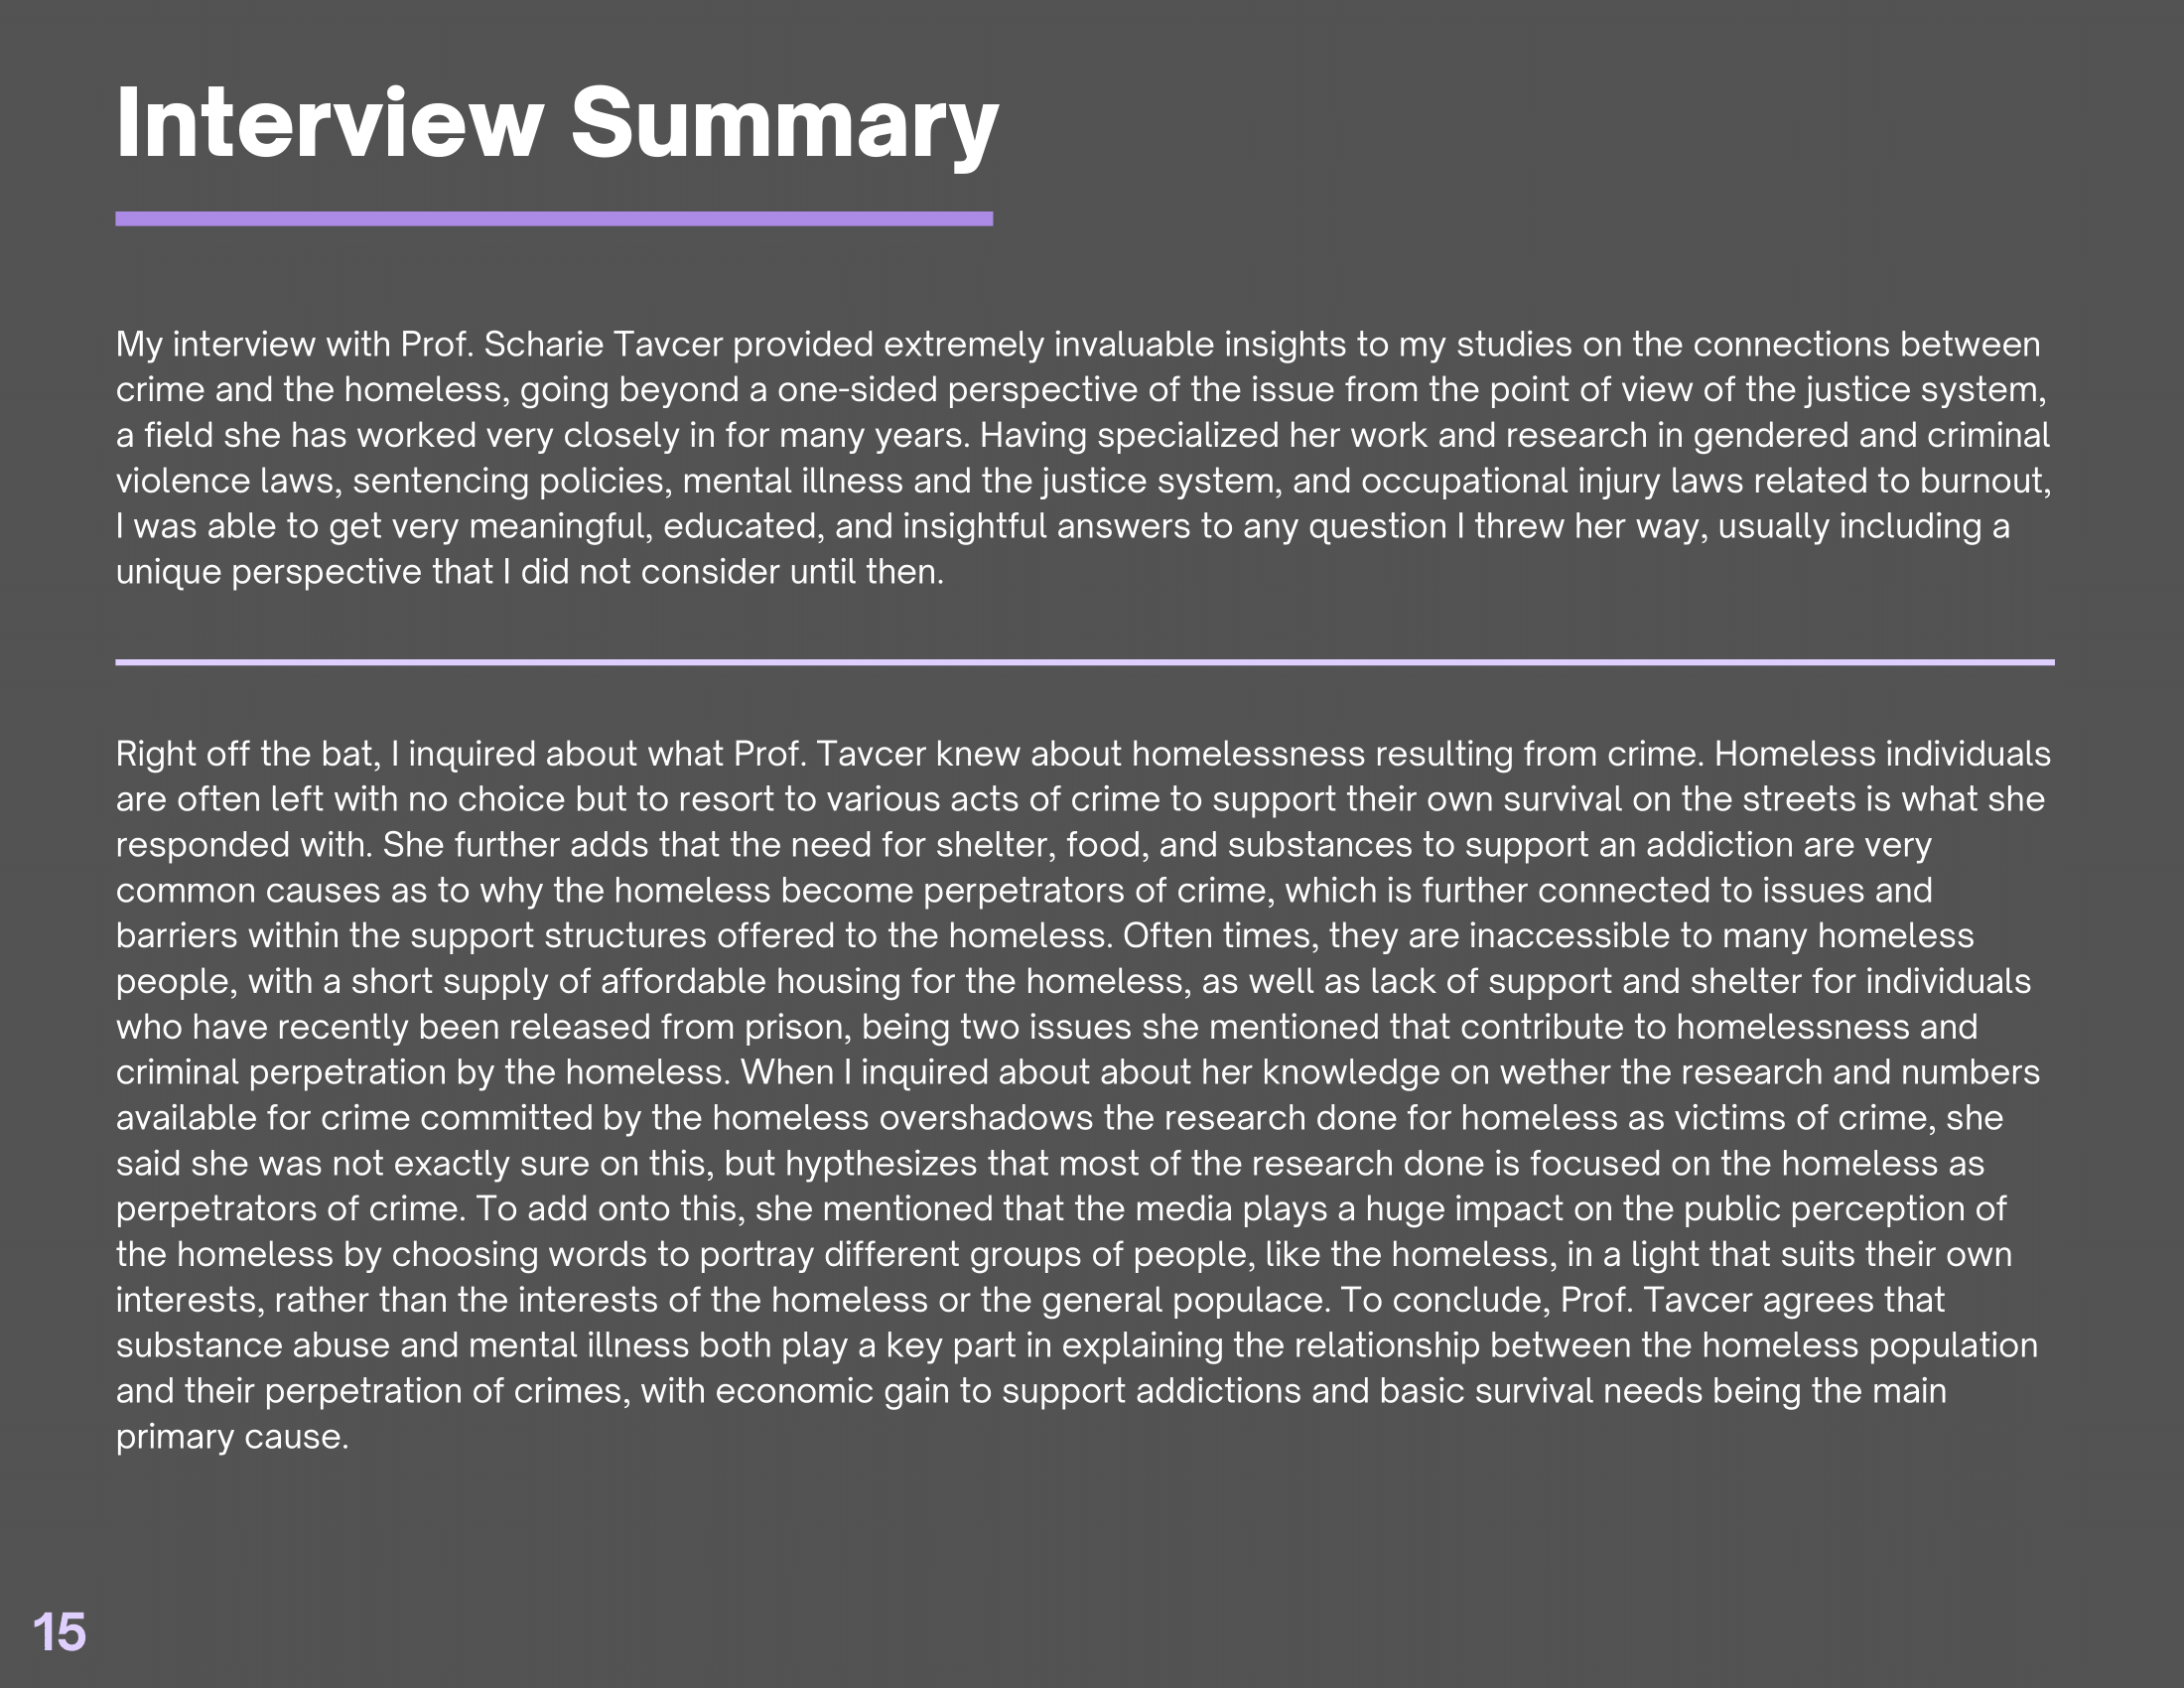 Interview Summary
My interview with Prof. Scharie Tavcer provided extremely invaluable insights to my studies on the connections between
crime and the homeless, going beyond a one-sided perspective of the issue from the point of view of the justice system,
a field she has worked very closely in for many years. Having specialized her work and research in gendered and criminal
violence laws, sentencing policies, mental illness and the justice system, and occupational injury laws related to burnout,
I was able to get very meaningful, educated, and insightful answers to any question I threw her way, usually including a
unique perspective that I did not consider until then.
Right off the bat, I inquired about what Prof. Tavcer knew about homelessness resulting from crime. Homeless individuals
are often left with no choice but to resort to various acts of crime to support their own survival on the streets is what she
responded with. She further adds that the need for shelter, food, and substances to support an addiction are very
common causes as to why the homeless become perpetrators of crime, which is further connected to issues and
barriers within the support structures offered to the homeless. Often times, they are inaccessible to many homeless
people, with a short supply of affordable housing for the homeless, as well as lack of support and shelter for individuals
who have recently been released from prison, being two issues she mentioned that contribute to homelessness and
criminal perpetration by the homeless. When I inquired about about her knowledge on wether the research and numbers
available for crime committed by the homeless overshadows the research done for homeless as victims of crime, she
said she was not exactly sure on this, but hypthesizes that most of the research done is focused on the homeless as
perpetrators of crime. To add onto this, she mentioned that the media plays a huge impact on the public perception of
the homeless by choosing words to portray different groups of people, like the homeless, in a light that suits their own
interests, rather than the interests of the homeless or the general populace. To conclude, Prof. Tavcer agrees that
substance abuse and mental illness both play a key part in explaining the relationship between the homeless population
and their perpetration of crimes, with economic gain to support addictions and basic survival needs being the main
primary cause.
15